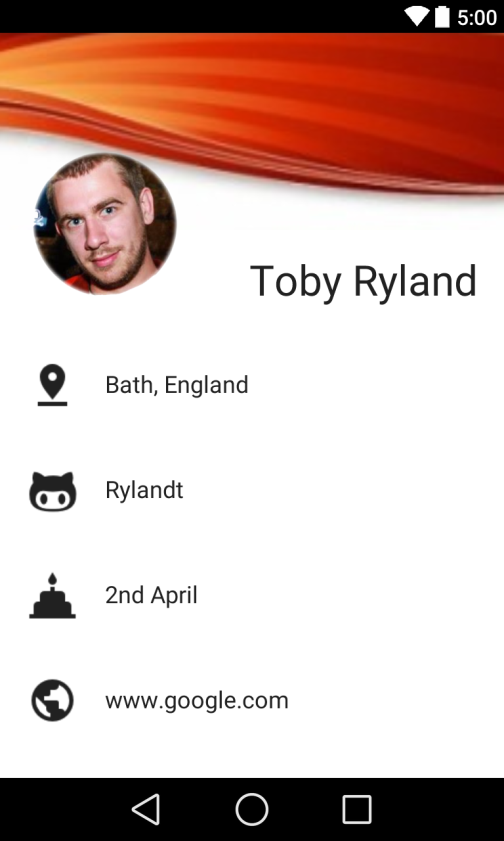 5:00
Toby Ryland
Bath, England
Rylandt
2nd April
www.google.com